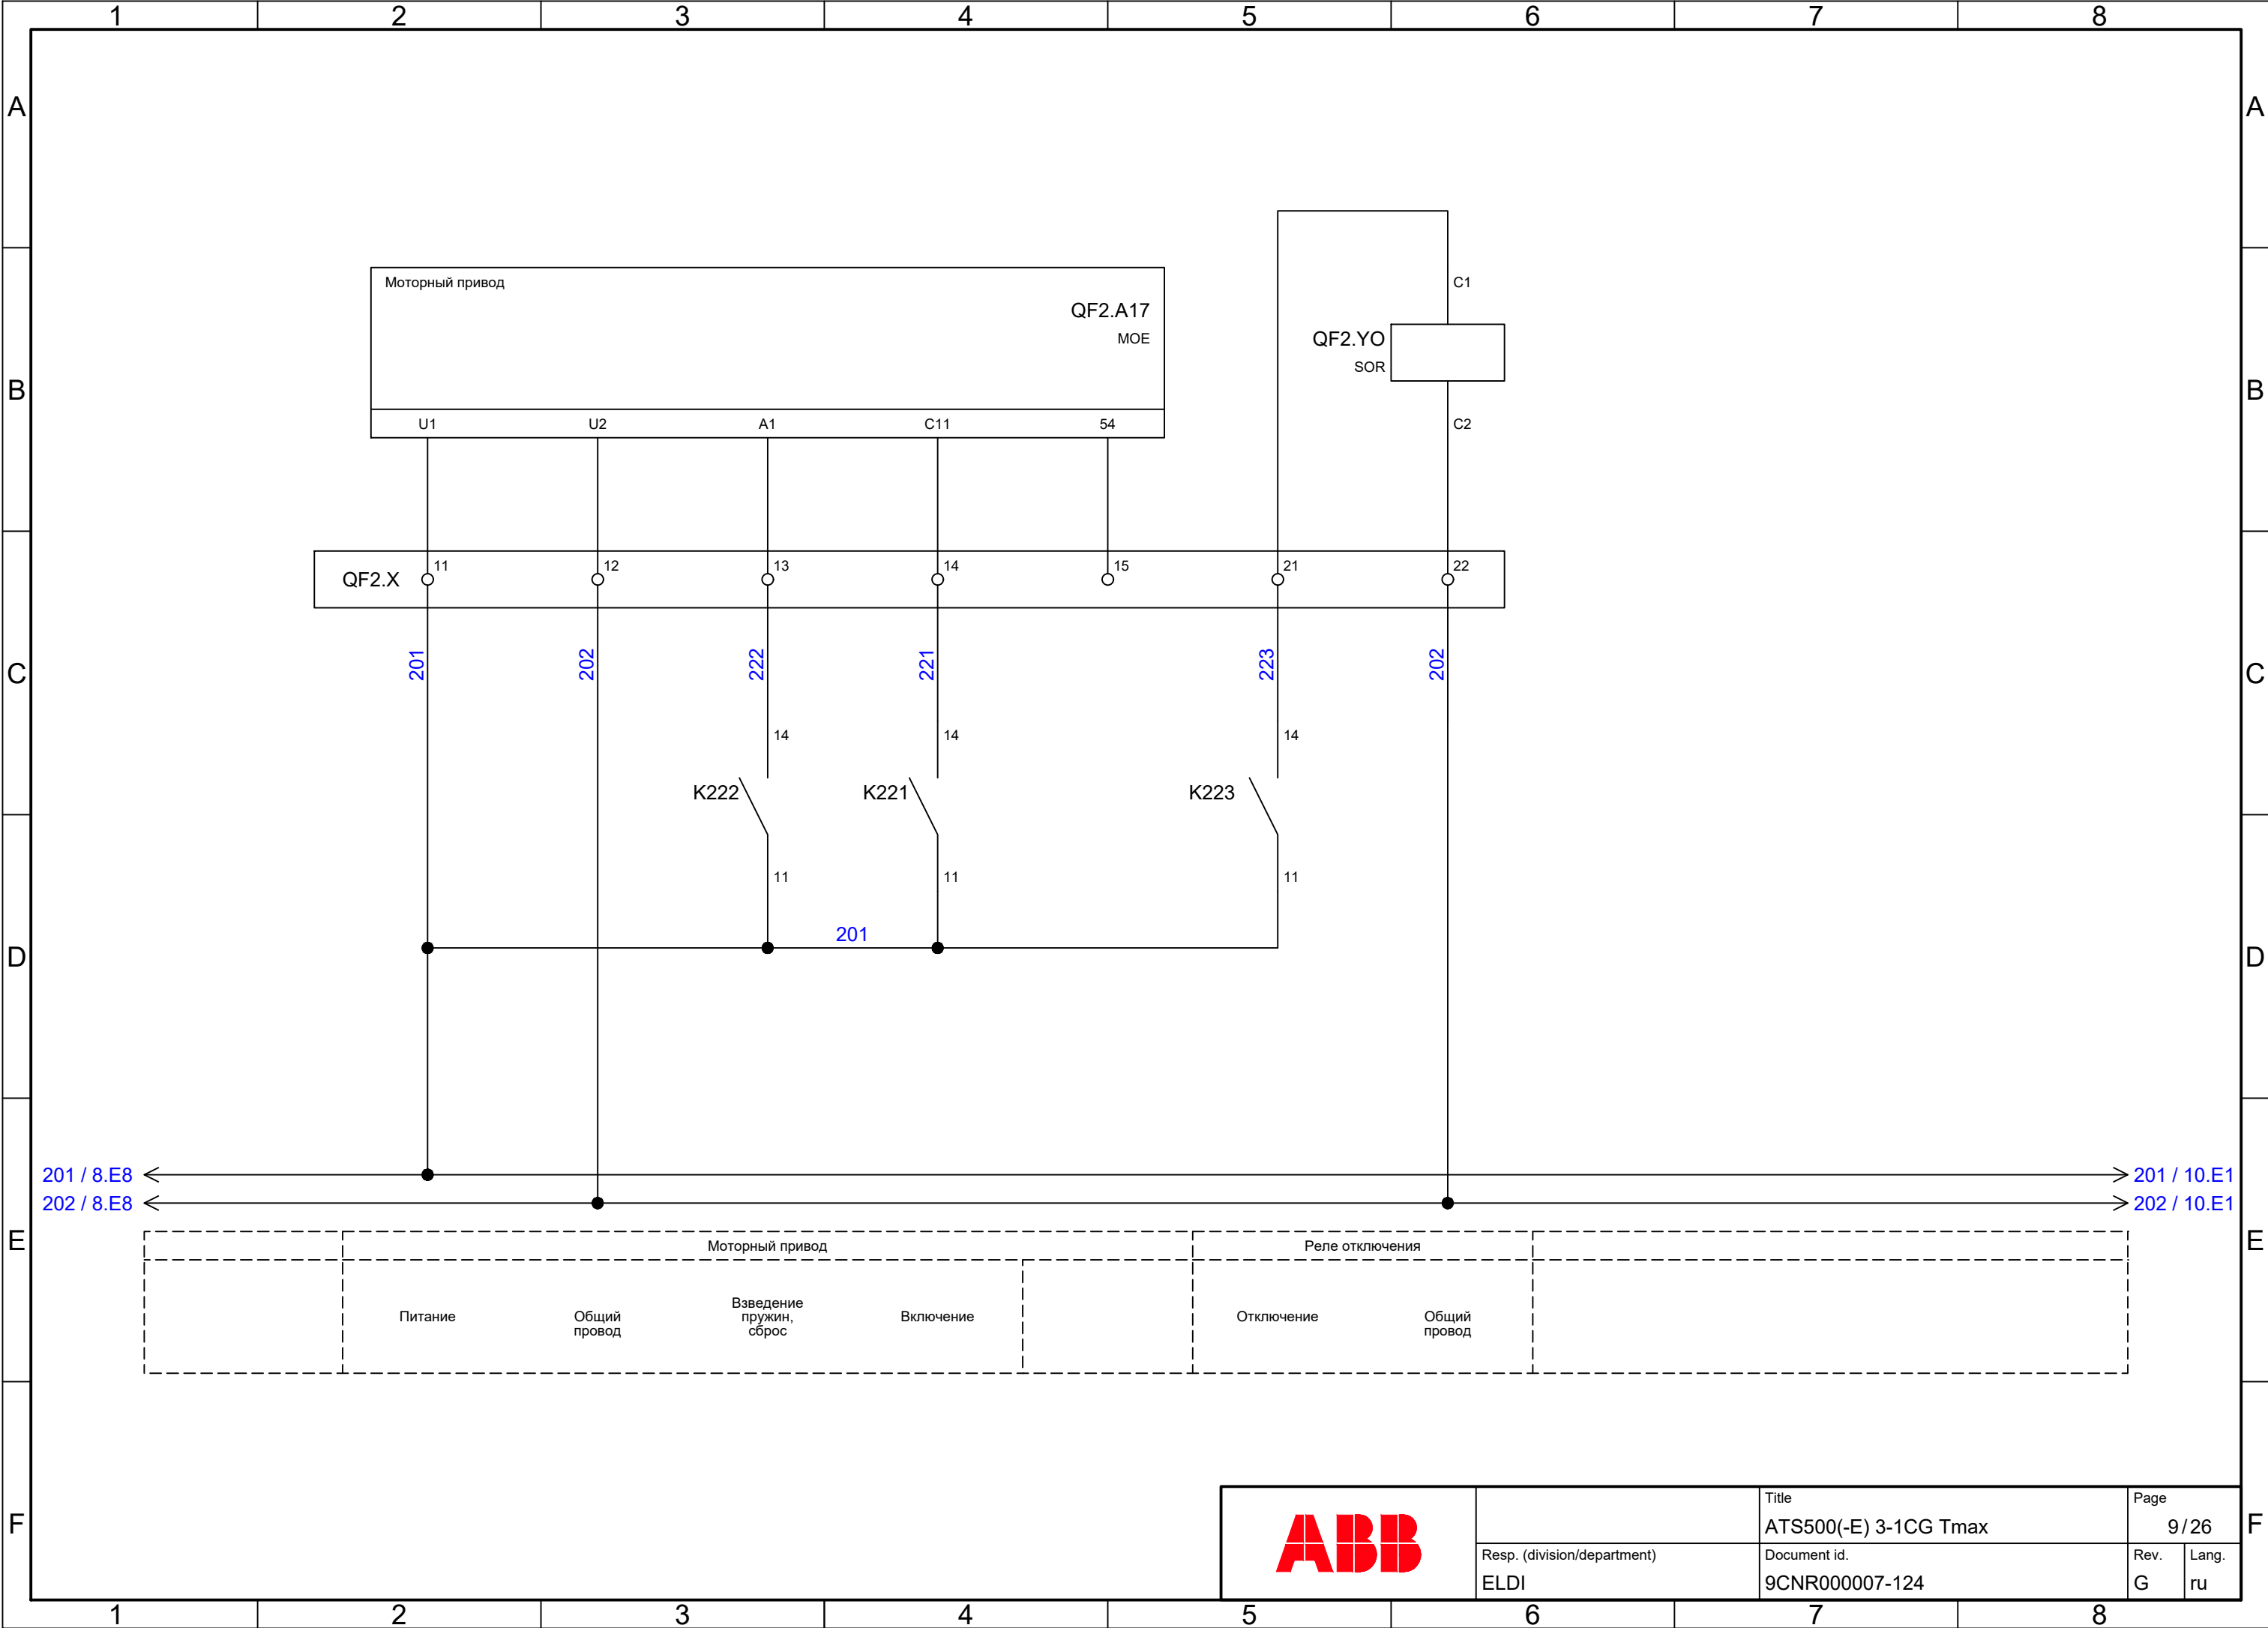 1 2 3 4 5 6 7 8
A A
Моторный привод
QF2.A17
MOE
C1
QF2.YO
SOR
B B
U1 U2 A1 C11 54
C2
QF2.X 11 12 13 14 15 21 22
201 202 222 221 223 202
C C
14 14 14
K222 K221 K223
11 11 11
201
D D
201 / 8.E8 201 / 10.E1
202 / 8.E8 202 / 10.E1
E E
Моторный привод Реле отключения
Питание
Общий
провод
Взведение
пружин,
сброс
Включение
Отключение
Общий
провод
F F
ABB
Title
ATS500(-E) 3-1CG Tmax
Page
9/26
Resp. (division/department)
ELDI
Document id.
9CNR000007-124
Rev.
G
Lang.
ru
1 2 3 4 5 6 7 8